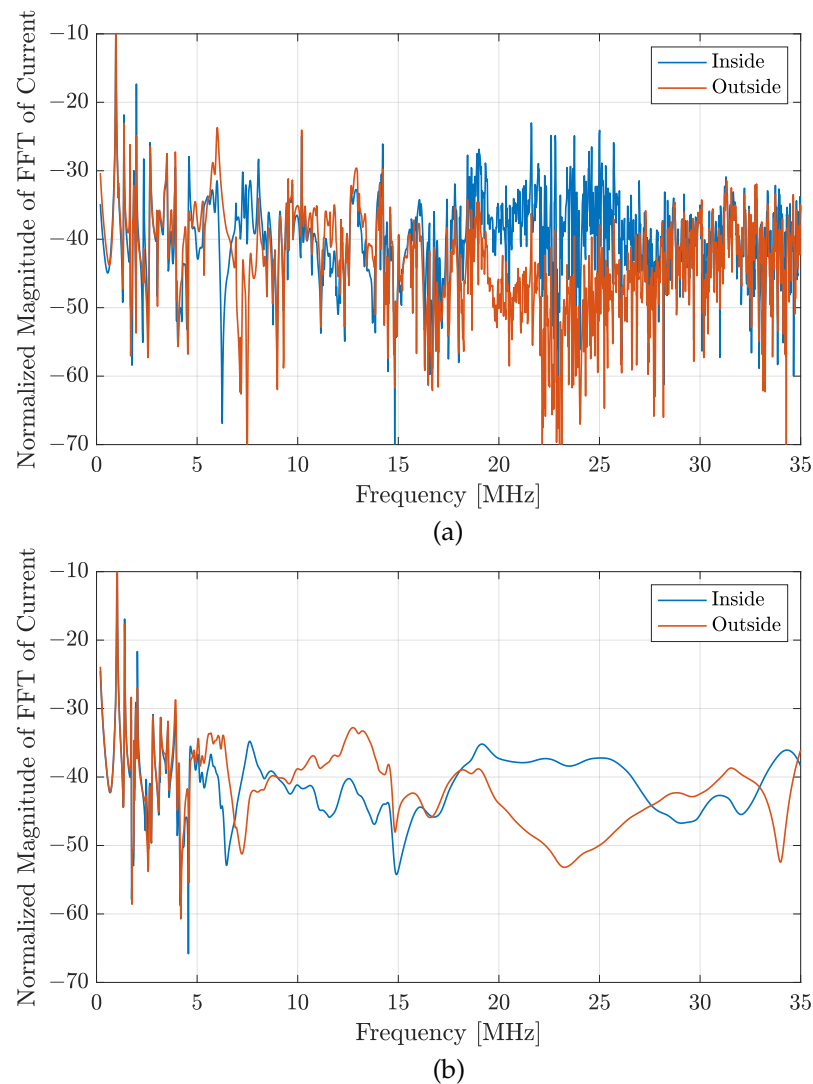 Normalized Magnitude of FFT of Current
−10
−20
−30
−40
−50
−60
−70
Inside
Outside
0 5 10 15 20 25 30 35
Frequency [MHz]
(a)
Normalized Magnitude of FFT of Current
−10
−20
−30
−40
−50
−60
−70
Inside
Outside
0 5 10 15 20 25 30 35
Frequency [MHz]
(b)